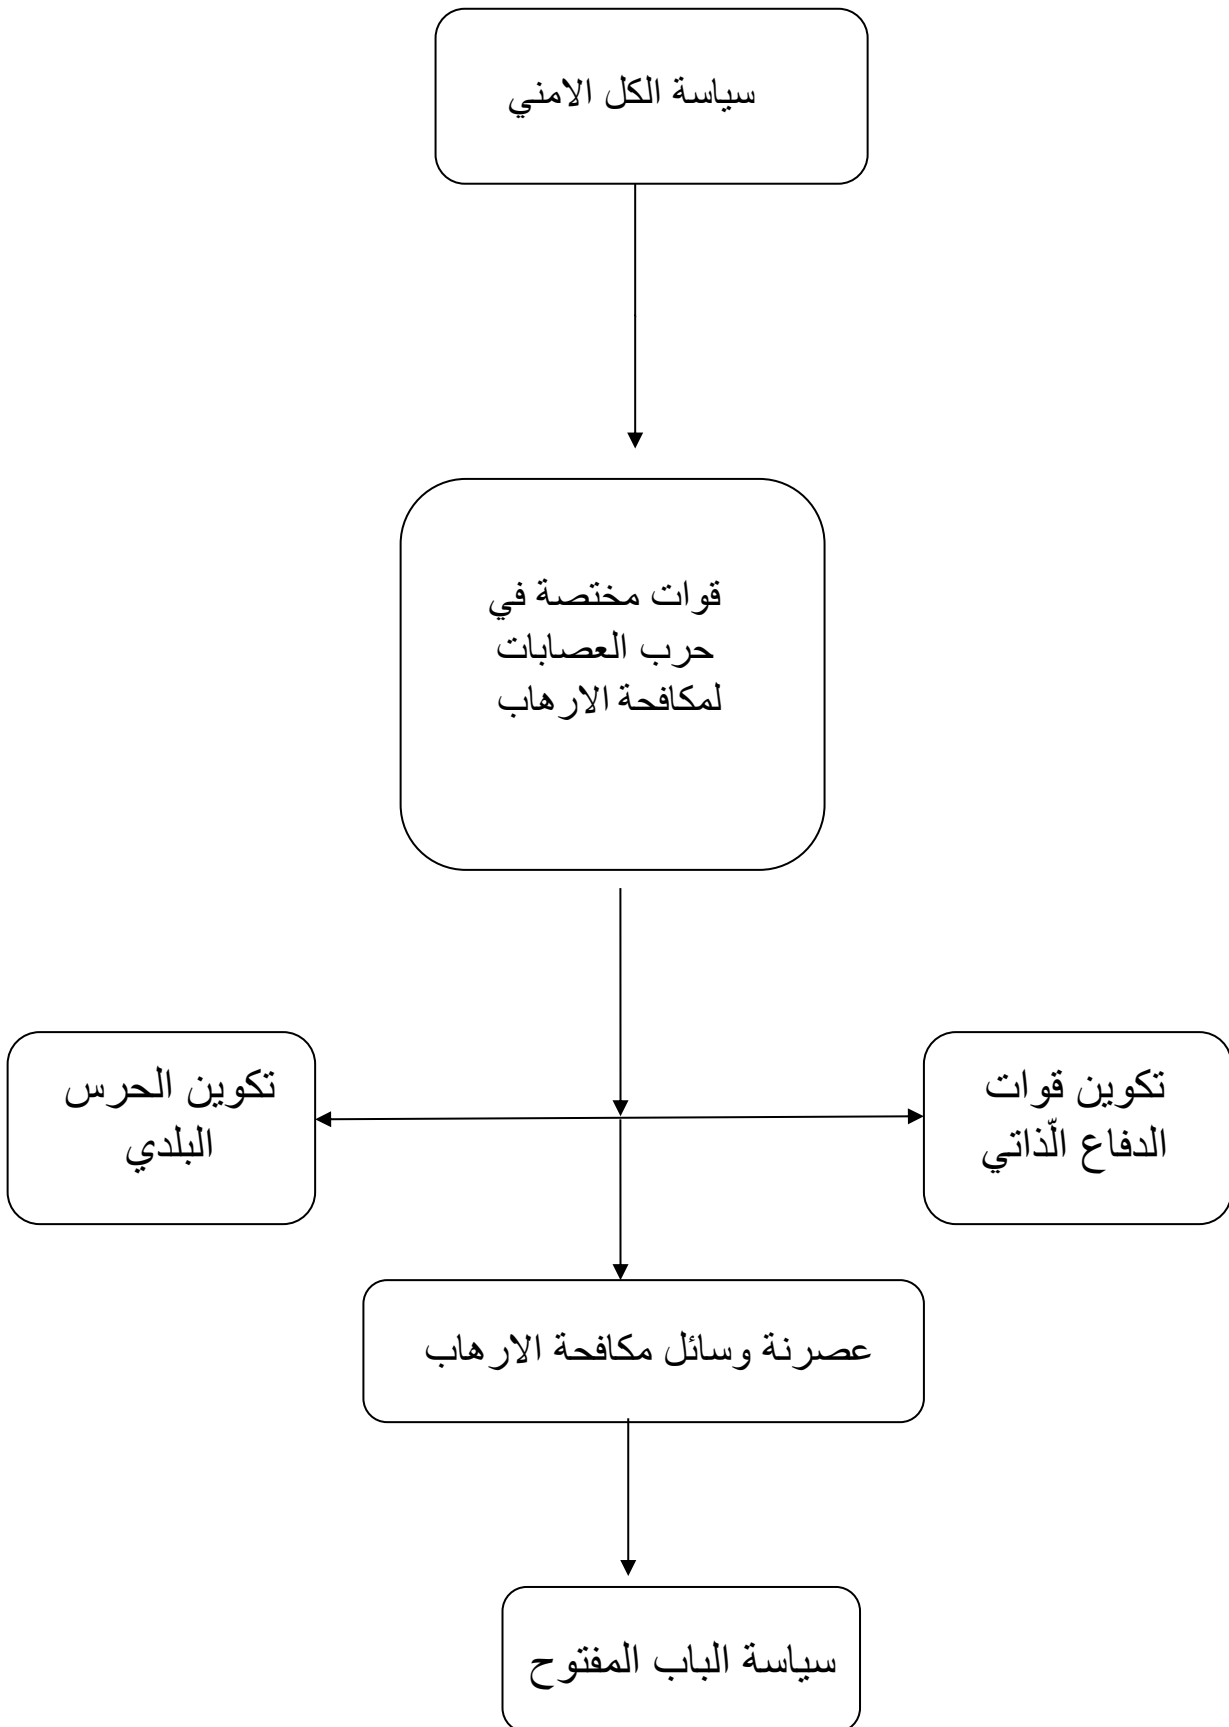 سياسة الكل الامني
قوات مختصة في
حرب العصابات
لمكافحة الارهاب
تكوين قوات
الدفاع الّذاتي
تكوين الحرس
البلدي
عصرنة وسائل مكافحة الارهاب
سياسة الباب المفتوح